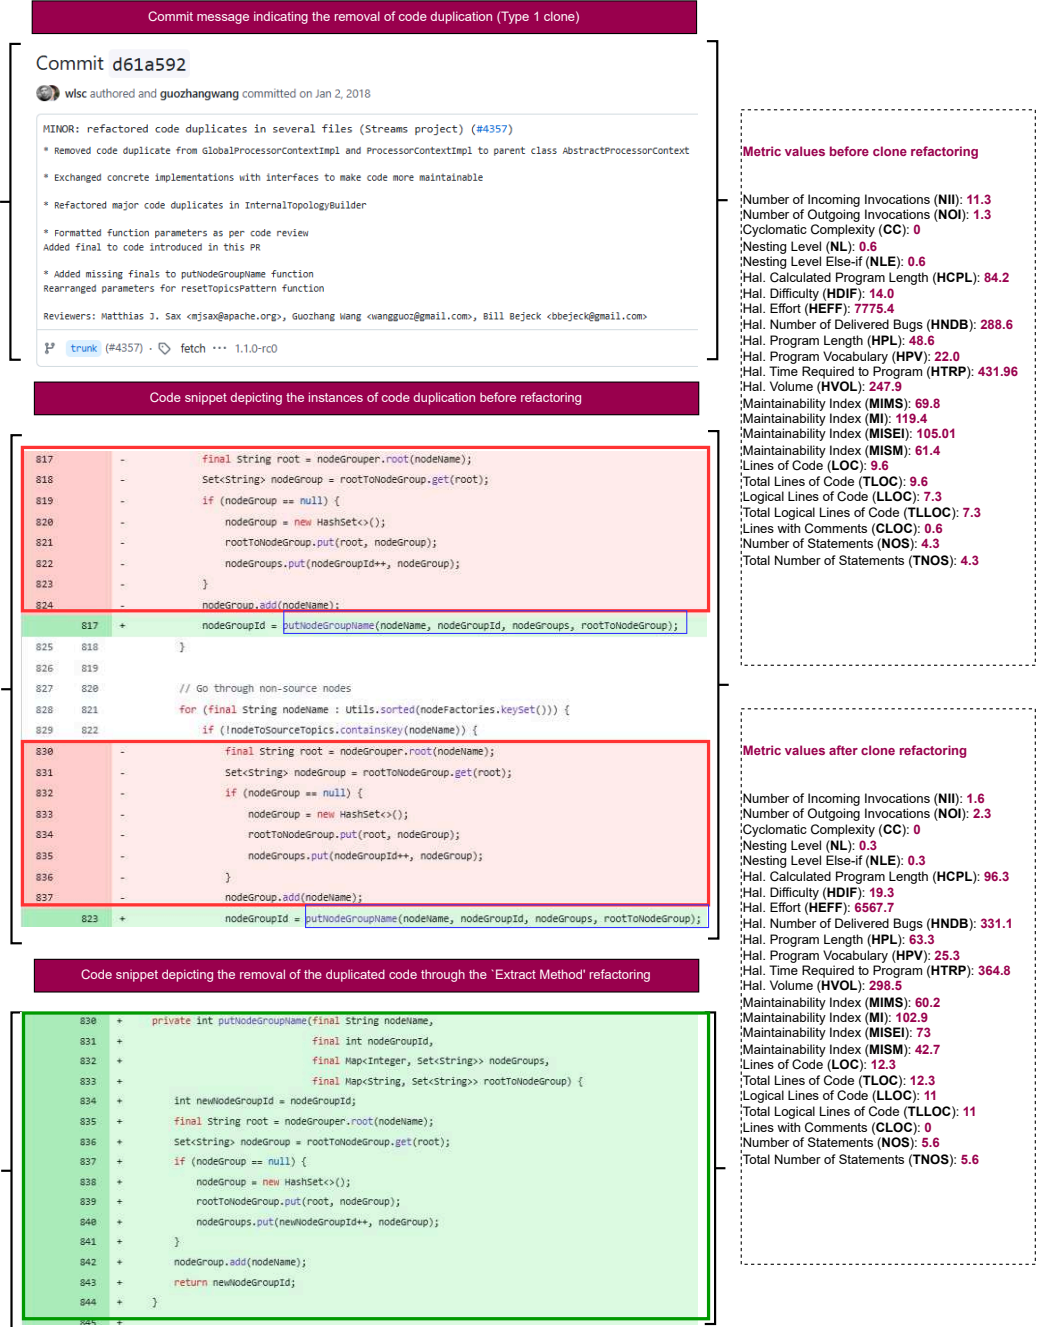 Commit message indicating the removal of code duplication (Type 1 clone)
Commit d61a592
wlsc authored and guozhangwang committed on Jan 2, 2018
MINOR: refactored code duplicates in several files (Streams project) (#4357)
* Removed code duplicate from GlobalProcessorContextImpl and ProcessorContextImpl to parent class AbstractProcessorContext
* Exchanged concrete implementations with interfaces to make code more maintainable
* Refactored major code duplicates in InternalTopologyBuilder
* Formatted function parameters as per code review
Added final to code introduced in this PR
* Added missing finals to putNodeGroupName function
Rearranged parameters for resetTopicsPattern function
Reviewers: Matthias J. Sax <mjsax@apache.org>, Guozhang Wang <wangguoz@gmail.com>, Bill Bejeck <bbejeck@gmail.com>
trunk (#4357) · fetch ··· 1.1.0-rc0
Code snippet depicting the instances of code duplication before refactoring
817 - final String root = nodeGrouper.root(nodeName);
818 - Set<String> nodeGroup = rootToNodeGroup.get(root);
819 - if (nodeGroup == null) {
820 - nodeGroup = new HashSet<>();
821 - rootToNodeGroup.put(root, nodeGroup);
822 - nodeGroups.put(nodeGroupId++, nodeGroup);
823 - }
824 - nodeGroup.add(nodeName);
817 + nodeGroupId = putNodeGroupName(nodeName, nodeGroupId, nodeGroups, rootToNodeGroup);
825 818 }
826 819
827 820 // Go through non-source nodes
828 821 for (final String nodeName : Utils.sorted(nodeFactories.keySet())) {
829 822 if (!nodeToSourceTopics.containsKey(nodeName)) {
830 - final String root = nodeGrouper.root(nodeName);
831 - Set<String> nodeGroup = rootToNodeGroup.get(root);
832 - if (nodeGroup == null) {
833 - nodeGroup = new HashSet<>();
834 - rootToNodeGroup.put(root, nodeGroup);
835 - nodeGroups.put(nodeGroupId++, nodeGroup);
836 - }
837 - nodeGroup.add(nodeName);
823 + nodeGroupId = putNodeGroupName(nodeName, nodeGroupId, nodeGroups, rootToNodeGroup);
Code snippet depicting the removal of the duplicated code through the `Extract Method' refactoring
830 + private int putNodeGroupName(final String nodeName,
831 + final int nodeGroupId,
832 + final Map<Integer, Set<String>> nodeGroups,
833 + final Map<String, Set<String>> rootToNodeGroup) {
834 + int newNodeGroupId = nodeGroupId;
835 + final String root = nodeGrouper.root(nodeName);
836 + Set<String> nodeGroup = rootToNodeGroup.get(root);
837 + if (nodeGroup == null) {
838 + nodeGroup = new HashSet<>();
839 + rootToNodeGroup.put(root, nodeGroup);
840 + nodeGroups.put(newNodeGroupId++, nodeGroup);
841 + }
842 + nodeGroup.add(nodeName);
843 + return newNodeGroupId;
844 + }
845 +
Metric values before clone refactoring
Number of Incoming Invocations (NII): 11.3
Number of Outgoing Invocations (NOI): 1.3
Cyclomatic Complexity (CC): 0
Nesting Level (NL): 0.6
Nesting Level Else-if (NLE): 0.6
Hal. Calculated Program Length (HCPL): 84.2
Hal. Difficulty (HDIF): 14.0
Hal. Effort (HEFF): 7775.4
Hal. Number of Delivered Bugs (HNDB): 288.6
Hal. Program Length (HPL): 48.6
Hal. Program Vocabulary (HPV): 22.0
Hal. Time Required to Program (HTRP): 431.96
Hal. Volume (HVOL): 247.9
Maintainability Index (MIMS): 69.8
Maintainability Index (MI): 119.4
Maintainability Index (MISEI): 105.01
Maintainability Index (MISM): 61.4
Lines of Code (LOC): 9.6
Total Lines of Code (TLOC): 9.6
Logical Lines of Code (LLOC): 7.3
Total Logical Lines of Code (TLLOC): 7.3
Lines with Comments (CLOC): 0.6
Number of Statements (NOS): 4.3
Total Number of Statements (TNOS): 4.3
Metric values after clone refactoring
Number of Incoming Invocations (NII): 1.6
Number of Outgoing Invocations (NOI): 2.3
Cyclomatic Complexity (CC): 0
Nesting Level (NL): 0.3
Nesting Level Else-if (NLE): 0.3
Hal. Calculated Program Length (HCPL): 96.3
Hal. Difficulty (HDIF): 19.3
Hal. Effort (HEFF): 6567.7
Hal. Number of Delivered Bugs (HNDB): 331.1
Hal. Program Length (HPL): 63.3
Hal. Program Vocabulary (HPV): 25.3
Hal. Time Required to Program (HTRP): 364.8
Hal. Volume (HVOL): 298.5
Maintainability Index (MIMS): 60.2
Maintainability Index (MI): 102.9
Maintainability Index (MISEI): 73
Maintainability Index (MISM): 42.7
Lines of Code (LOC): 12.3
Total Lines of Code (TLOC): 12.3
Logical Lines of Code (LLOC): 11
Total Logical Lines of Code (TLLOC): 11
Lines with Comments (CLOC): 0
Number of Statements (NOS): 5.6
Total Number of Statements (TNOS): 5.6